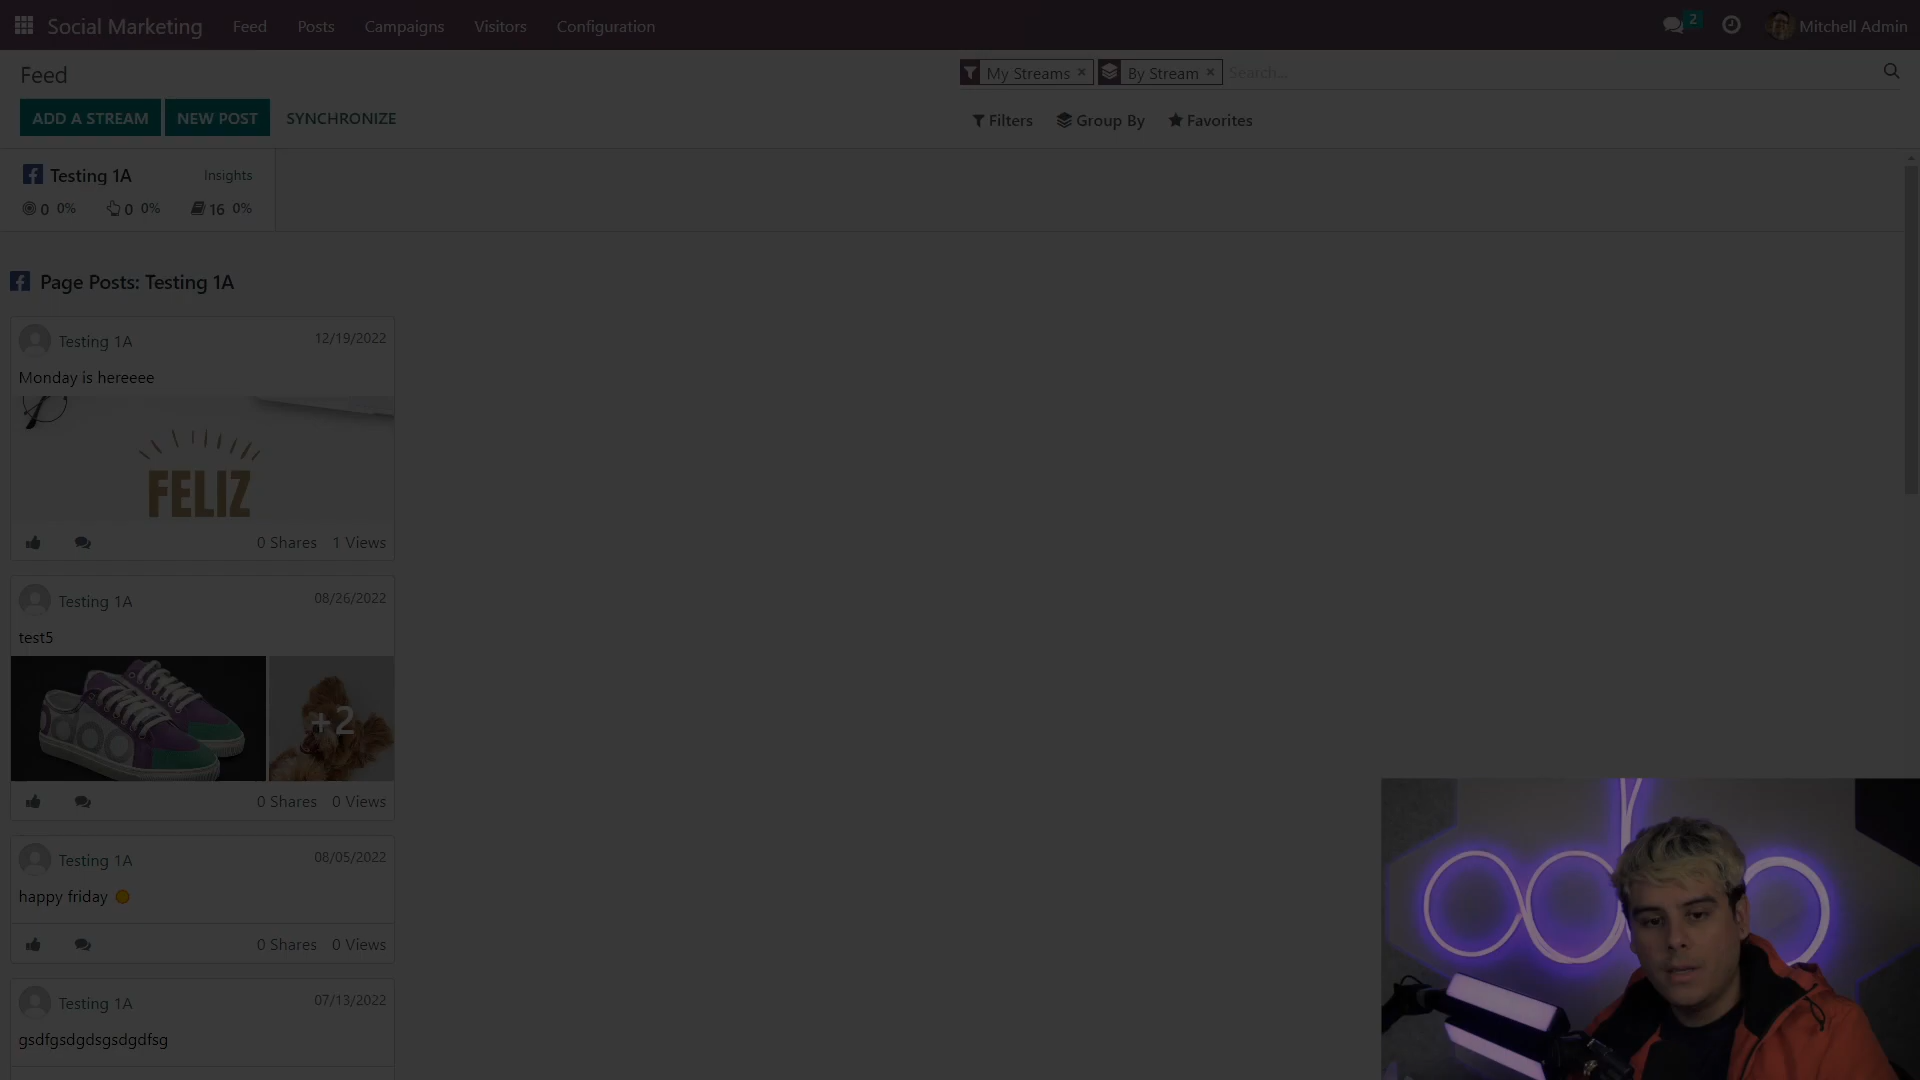 Social Marketing Feed Posts Campaigns Visitors Configuration 2 Mitchell Admin
Feed My Streams × By Stream × Search...
ADD A STREAM NEW POST SYNCHRONIZE Filters Group By Favorites
Testing 1A Insights
0 0% 0 0% 16 0%
Page Posts: Testing 1A
Testing 1A 12/19/2022
Monday is hereeee
FELIZ
0 Shares 1 Views
Testing 1A 08/26/2022
test5
+2
0 Shares 0 Views
Testing 1A 08/05/2022
happy friday
0 Shares 0 Views
Testing 1A 07/13/2022
gsdfgsdgdsgsdgdfsg
odoo